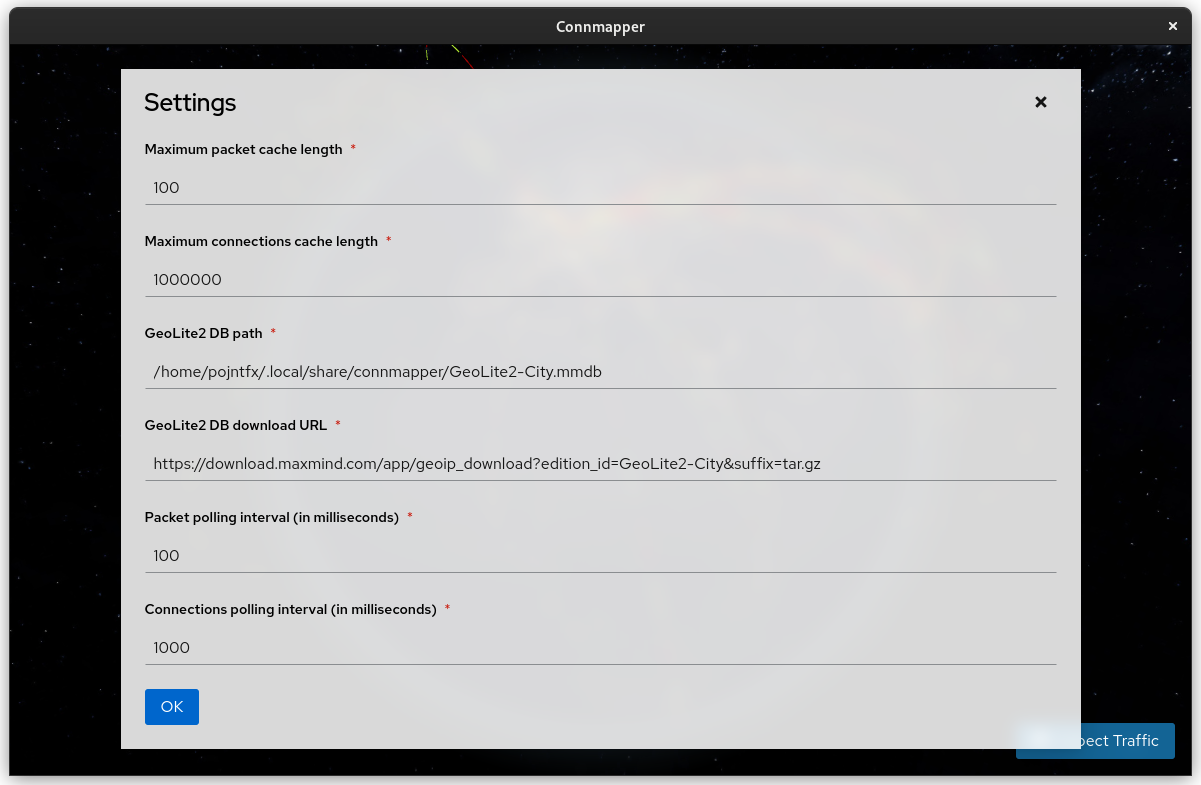 Connmapper
Settings
Maximum packet cache length *
100
Maximum connections cache length *
1000000
GeoLite2 DB path *
/home/pojntfx/.local/share/connmapper/GeoLite2-City.mmdb
GeoLite2 DB download URL *
https://download.maxmind.com/app/geoip_download?edition_id=GeoLite2-City&suffix=tar.gz
Packet polling interval (in milliseconds) *
100
Connections polling interval (in milliseconds) *
1000
OK
Traffic